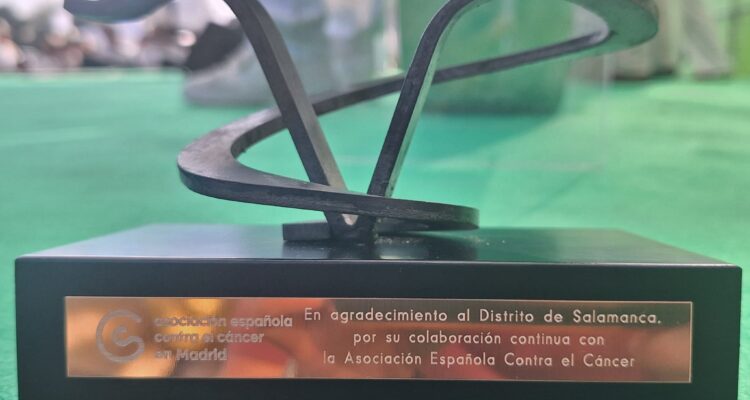 asociación española
contra el cáncer
en Madrid
En agradecimiento al Distrito de Salamanca.
por su colaboración continua con
la Asociación Española Contra el Cáncer